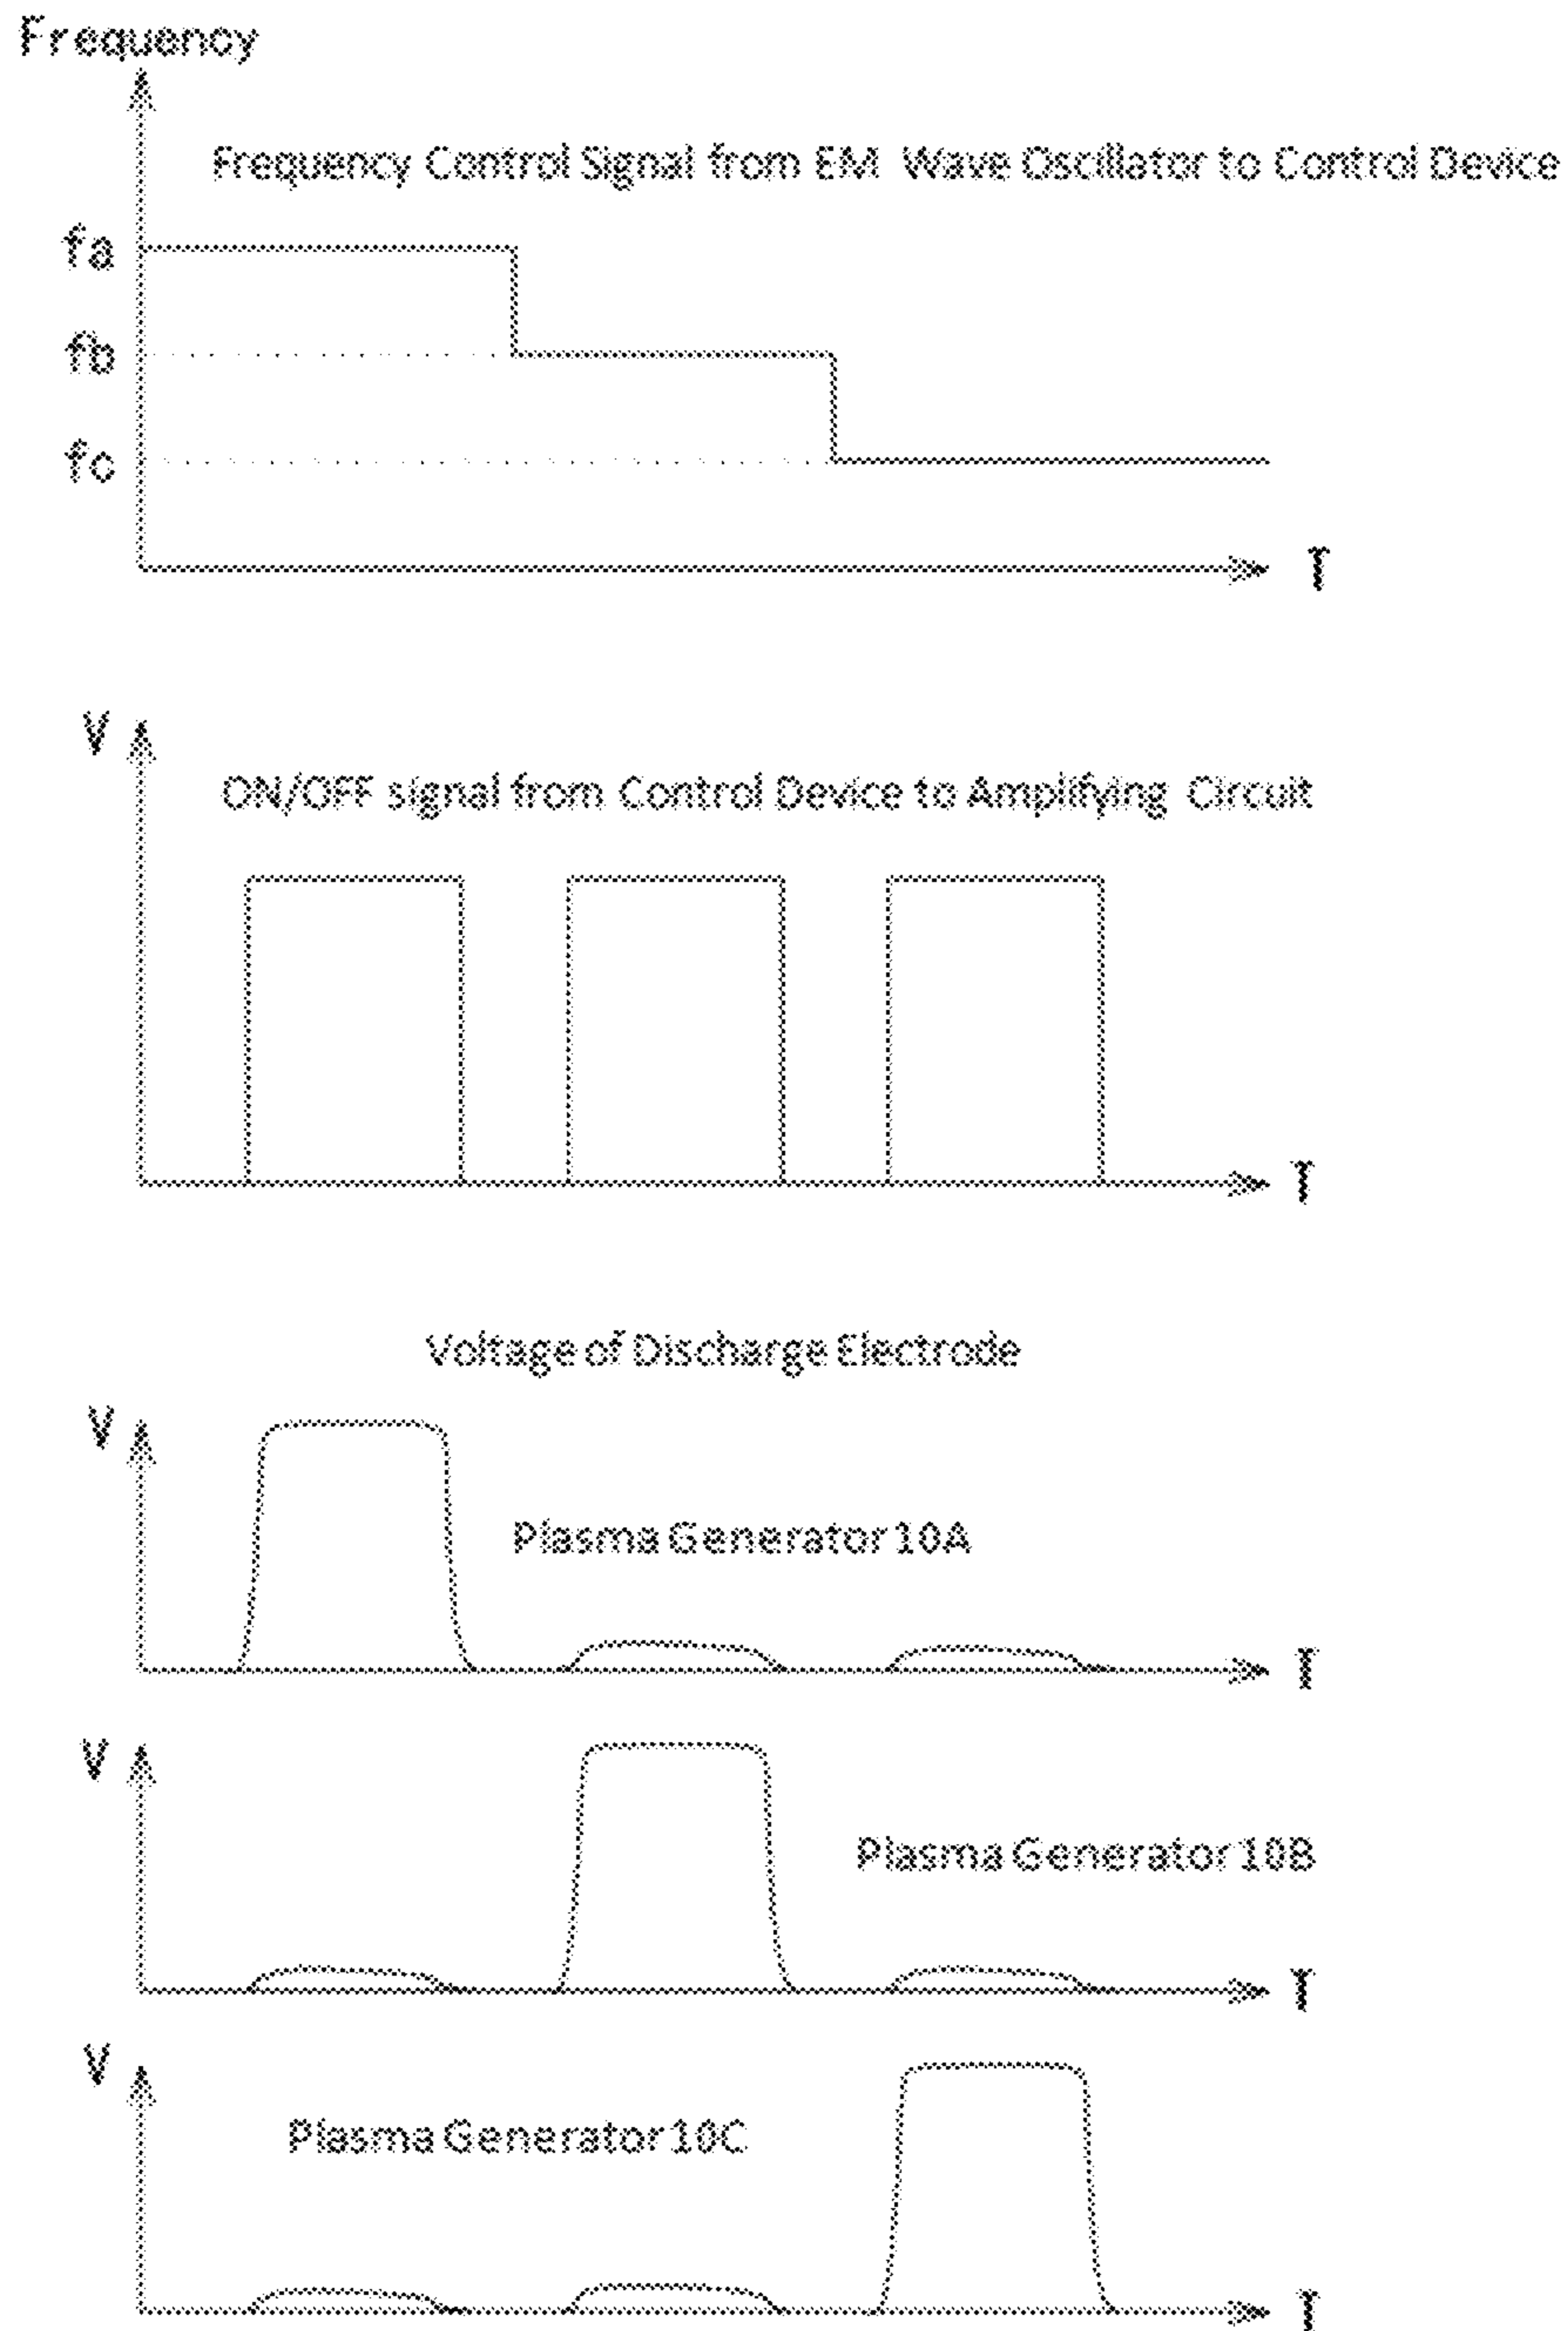 Frequency
Frequency Control Signal from EM Wave Oscillator to Control Device
fa
fb
fc
T
V
ON/OFF signal from Control Device to Amplifying Circuit
T
Voltage of Discharge Electrode
V
Plasma Generator 10A
T
V
Plasma Generator 10B
T
V
Plasma Generator 10C
T